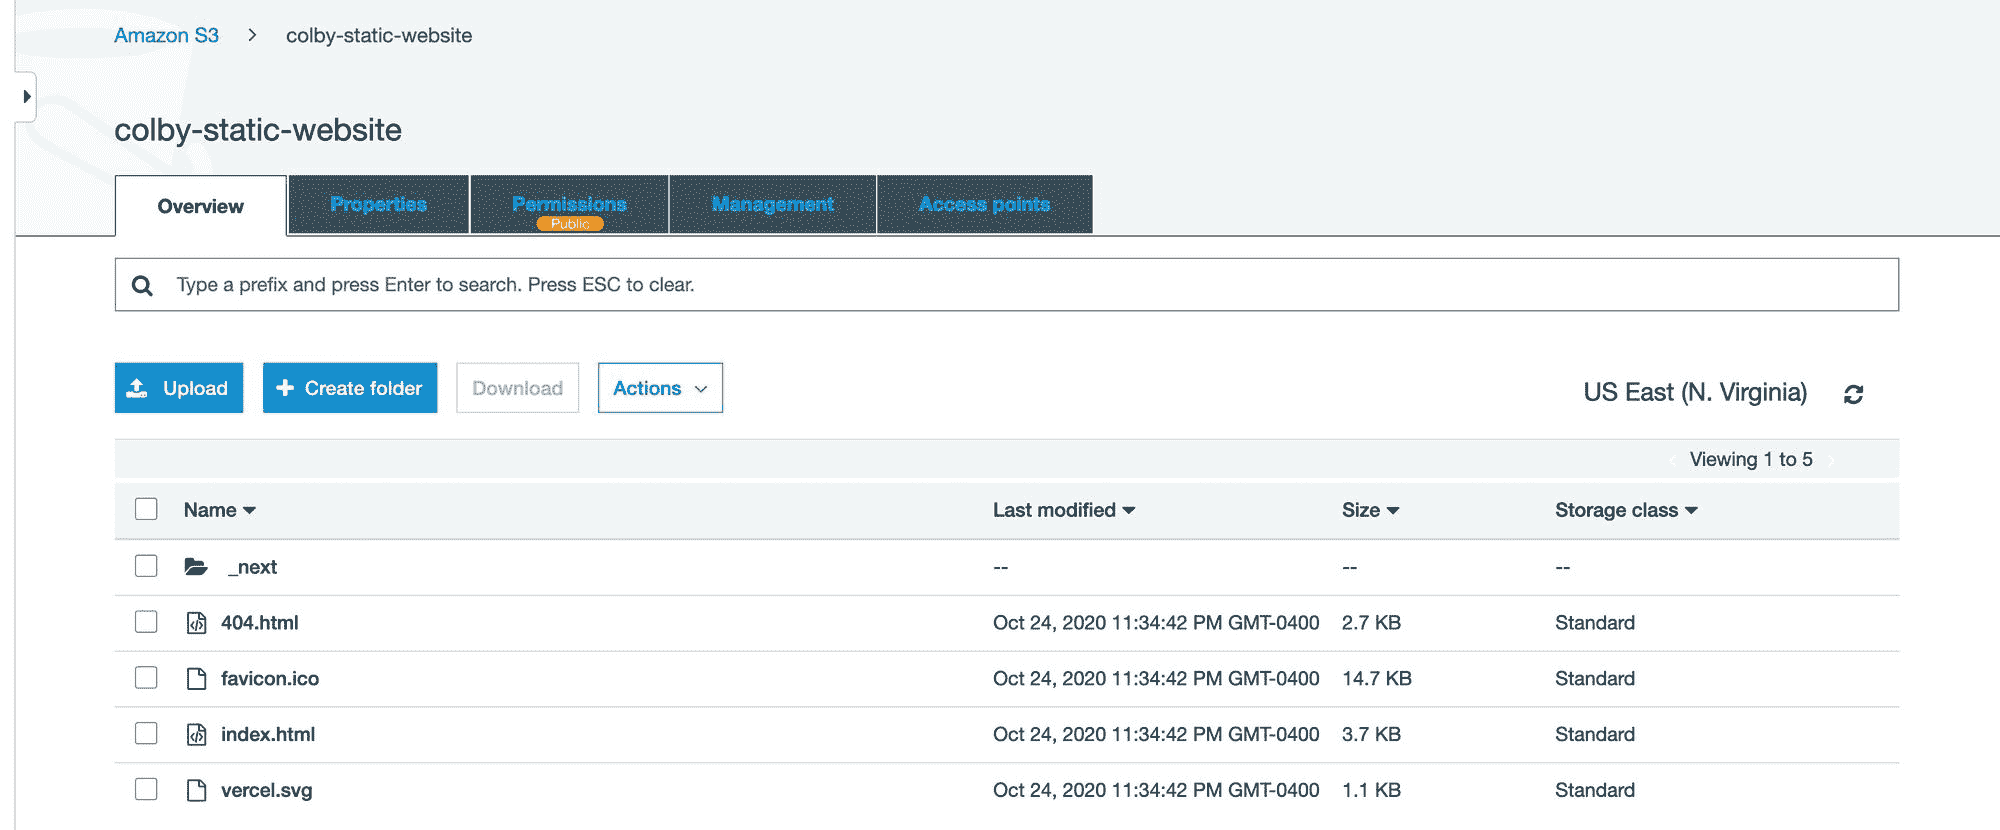 Amazon S3 > colby-static-website
colby-static-website
Overview Properties Permissions Management Access points
Public
Type a prefix and press Enter to search. Press ESC to clear.
Upload + Create folder Download Actions US East (N. Virginia)
Viewing 1 to 5
Name Last modified Size Storage class
_next -- -- --
404.html Oct 24, 2020 11:34:42 PM GMT-0400 2.7 KB Standard
favicon.ico Oct 24, 2020 11:34:42 PM GMT-0400 14.7 KB Standard
index.html Oct 24, 2020 11:34:42 PM GMT-0400 3.7 KB Standard
vercel.svg Oct 24, 2020 11:34:42 PM GMT-0400 1.1 KB Standard